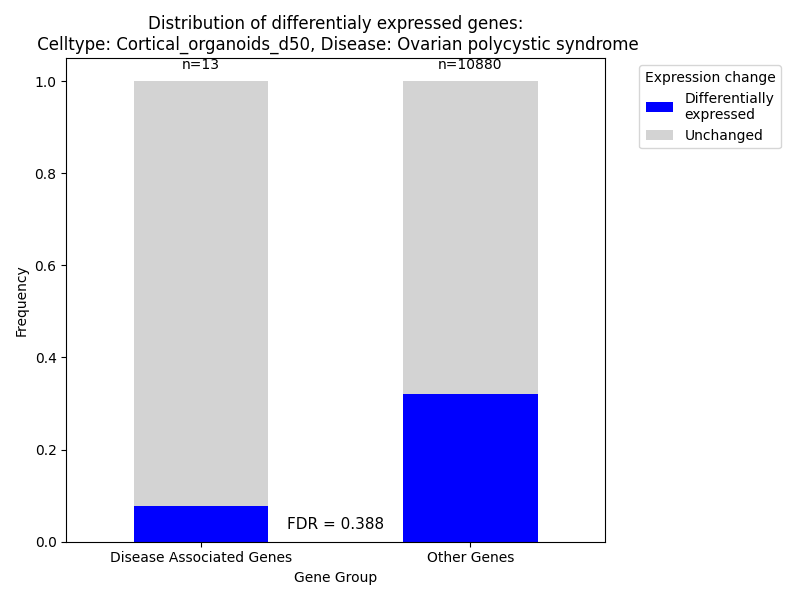 Distribution of differentialy expressed genes:
Celltype: Cortical_organoids_d50, Disease: Ovarian polycystic syndrome
n=13
n=10880
Expression change
Differentially
expressed
Unchanged
Frequency
1.0
0.8
0.6
0.4
0.2
0.0
FDR = 0.388
Disease Associated Genes
Other Genes
Gene Group